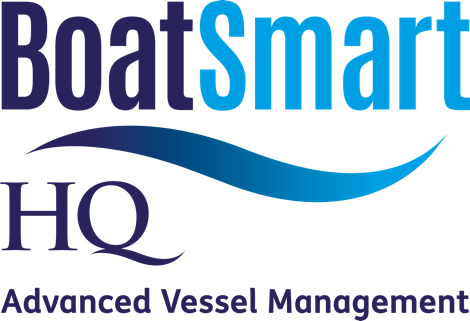 BoatSmart
HQ
Advanced Vessel Management